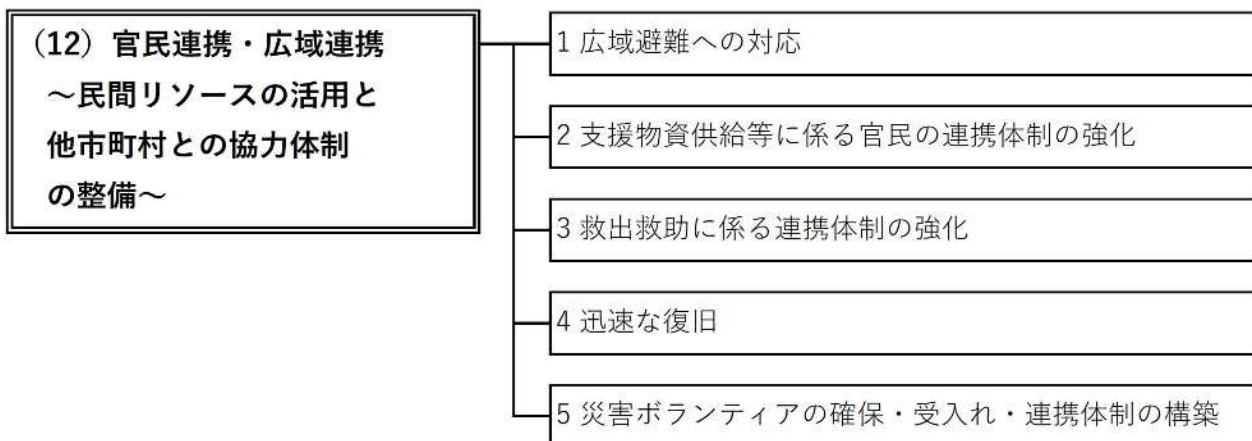 （12）官民連携・広域連携
～民間リソースの活用と
他市町村との協力体制
の整備～
1 広域避難への対応
2 支援物資供給等に係る官民の連携体制の強化
3 救出救助に係る連携体制の強化
4 迅速な復旧
5 災害ボランティアの確保・受入れ・連携体制の構築